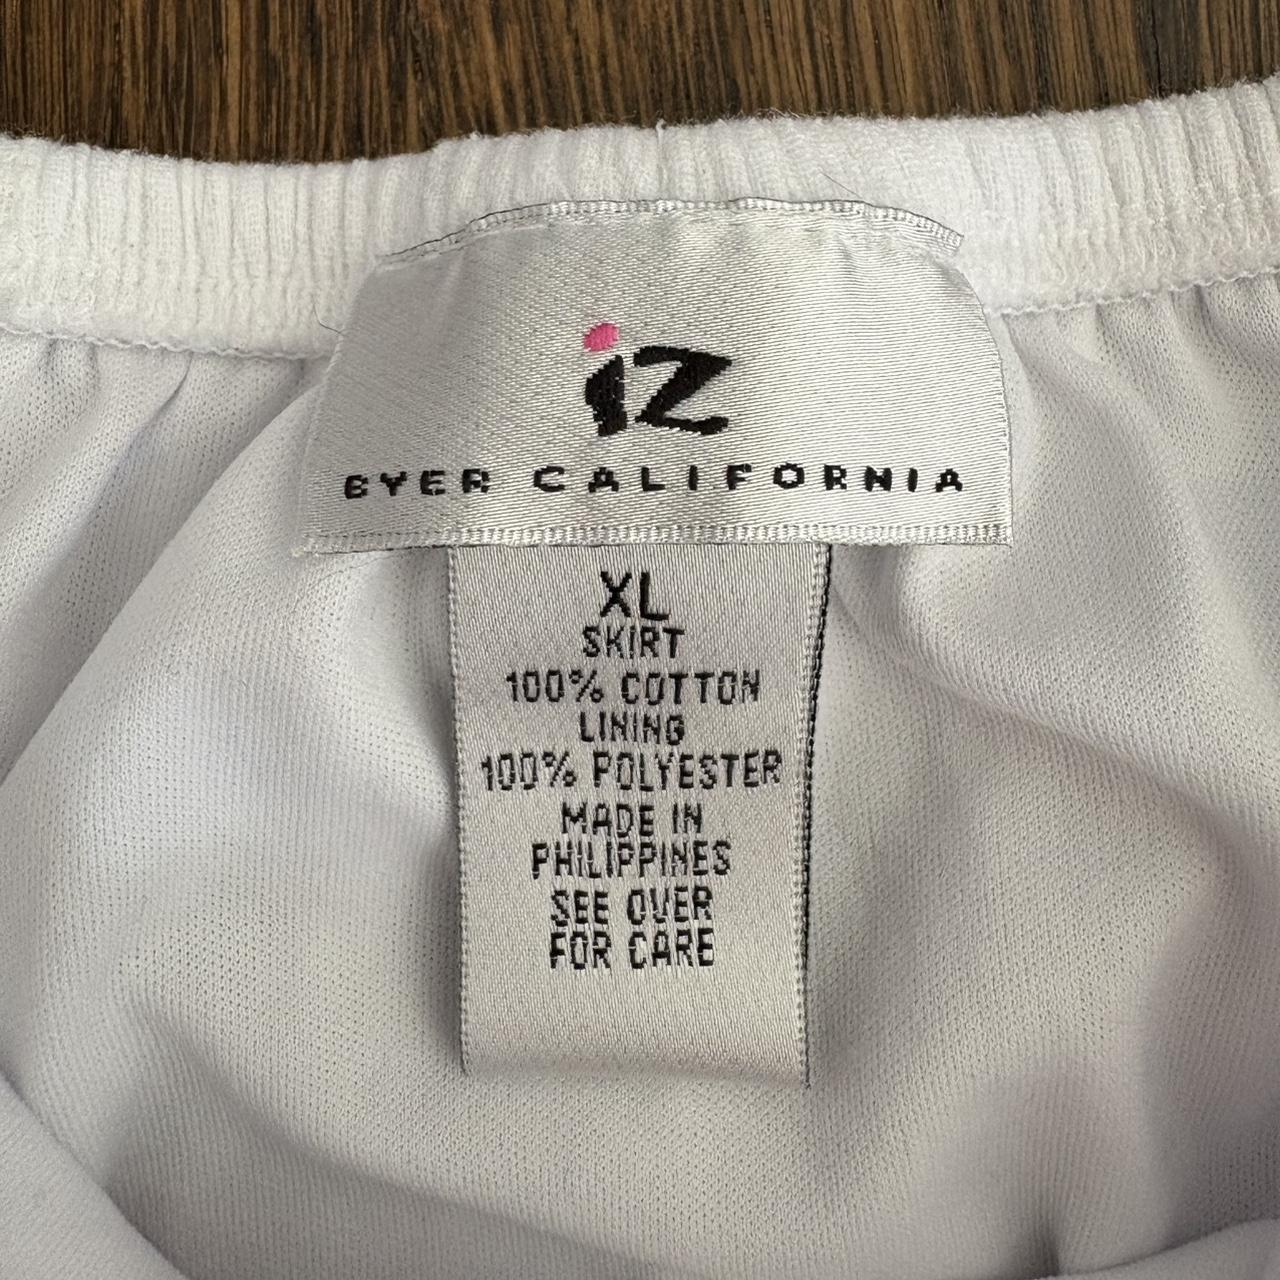 iz
BYER CALIFORNIA
XL
SKIRT
100% COTTON
LINING
100% POLYESTER
MADE IN
PHILIPPINES
SEE OVER
FOR CARE